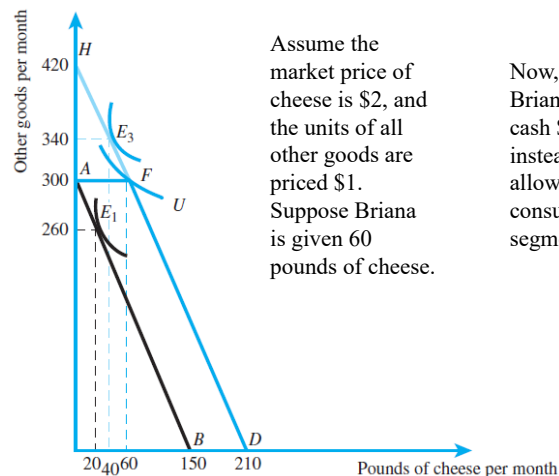 Other goods per month
H
420
Assume the
market price of
cheese is $2, and
the units of all
other goods are
priced $1.
Suppose Briana
is given 60
pounds of cheese.
Now,
Brian
cash $
instea
allow
consu
segm
340
E3
300
A
F
U
260
E1
B
D
20 40 60 150 210
Pounds of cheese per month